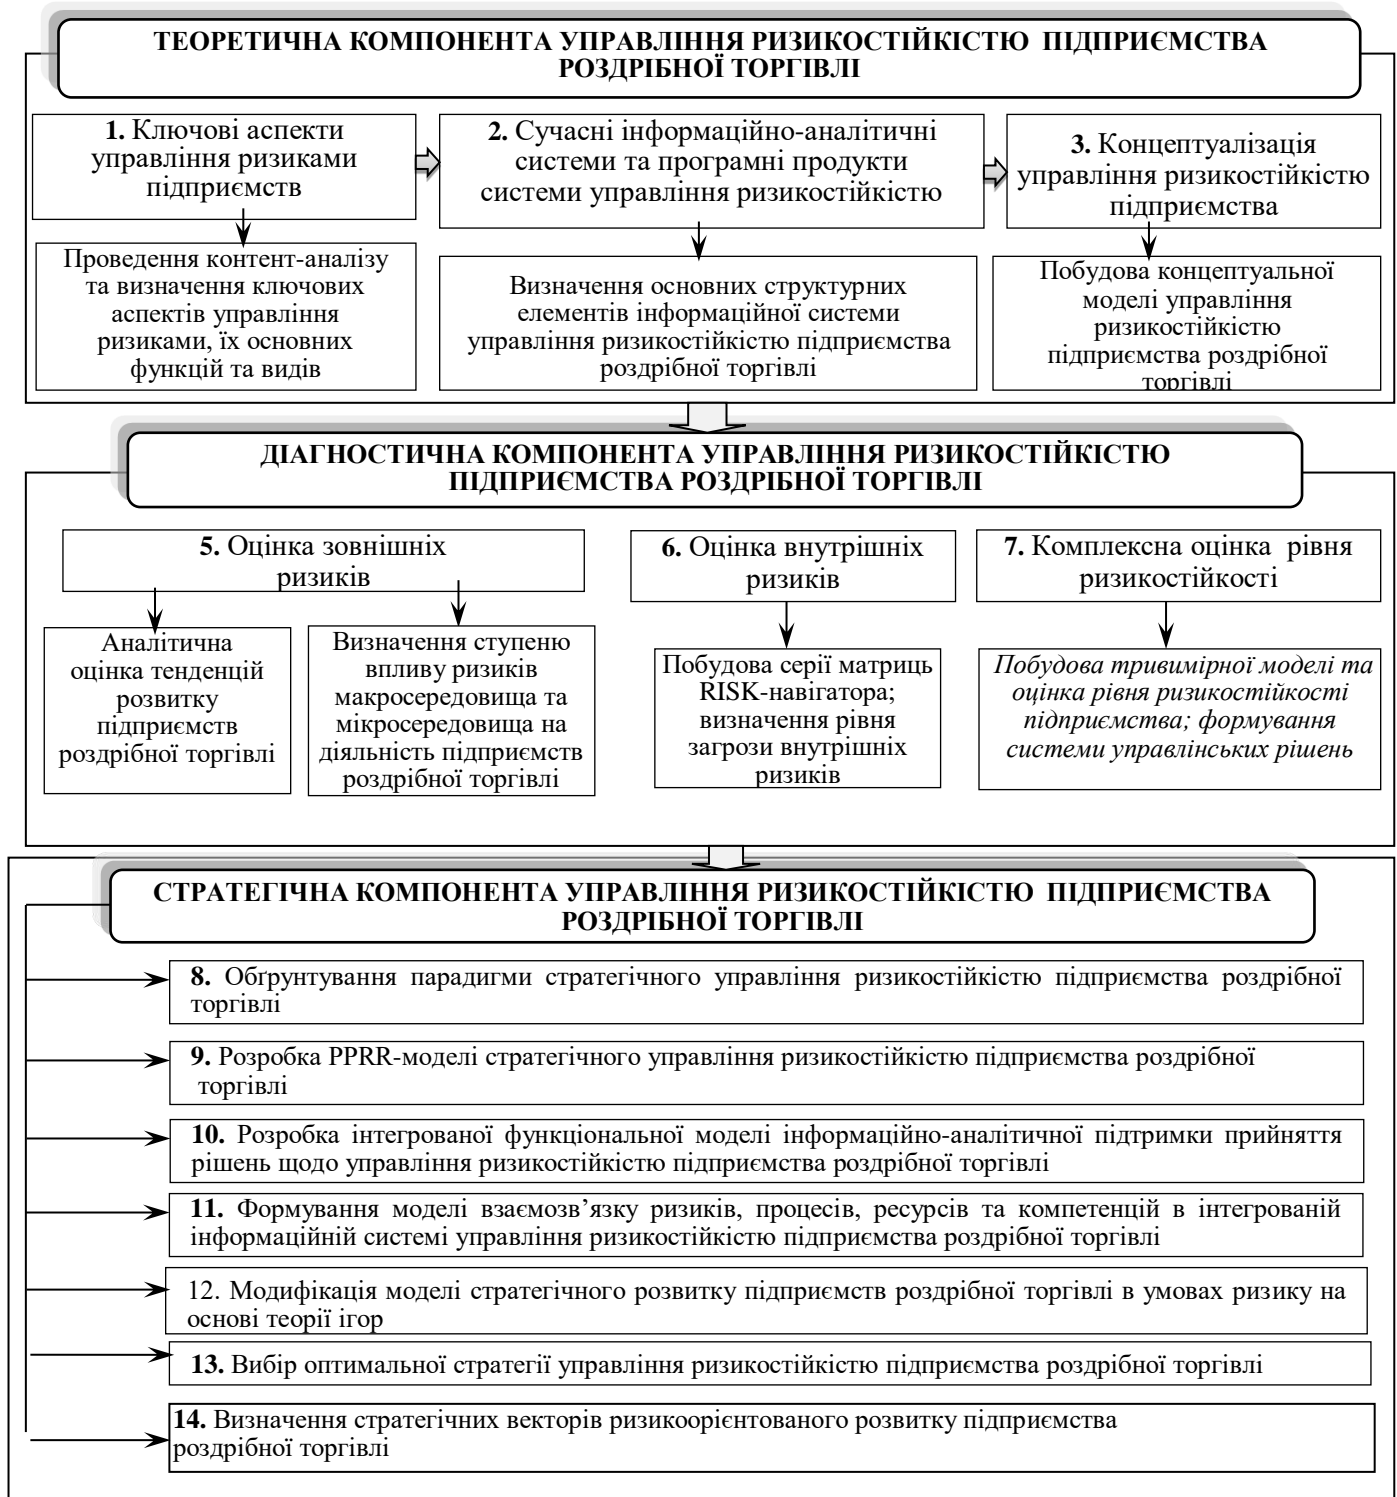 ТЕОРЕТИЧНА КОМПОНЕНТА УПРАВЛІННЯ РИЗИКОСТІЙКІСТЮ ПІДПРИЄМСТВА
РОЗДРІБНОЇ ТОРГІВЛІ
1. Ключові аспекти
управління ризиками
підприємств
2. Сучасні інформаційно-аналітичні
системи та програмні продукти
системи управління ризикостійкістю
3. Концептуалізація
управління ризикостійкістю
підприємства
Проведення контент-аналізу
та визначення ключових
аспектів управління
ризиками, їх основних
функцій та видів
Визначення основних структурних
елементів інформаційної системи
управління ризикостійкістю підприємства
роздрібної торгівлі
Побудова концептуальної
моделі управління
ризикостійкістю
підприємства роздрібної
торгівлі
ДІАГНОСТИЧНА КОМПОНЕНТА УПРАВЛІННЯ РИЗИКОСТІЙКІСТЮ
ПІДПРИЄМСТВА РОЗДРІБНОЇ ТОРГІВЛІ
5. Оцінка зовнішніх
ризиків
6. Оцінка внутрішніх
ризиків
7. Комплексна оцінка рівня
ризикостійкості
Аналітична
оцінка тенденцій
розвитку
підприємств
роздрібної торгівлі
Визначення ступеню
впливу ризиків
макросередовища та
мікросередовища на
діяльність підприємств
роздрібної торгівлі
Побудова серії матриць
RISK-навігатора;
визначення рівня
загрози внутрішніх
ризиків
Побудова тривимірної моделі та
оцінка рівня ризикостійкості
підприємства; формування
системи управлінських рішень
СТРАТЕГІЧНА КОМПОНЕНТА УПРАВЛІННЯ РИЗИКОСТІЙКІСТЮ ПІДПРИЄМСТВА
РОЗДРІБНОЇ ТОРГІВЛІ
8. Обґрунтування парадигми стратегічного управління ризикостійкістю підприємства роздрібної
торгівлі
9. Розробка PPRR-моделі стратегічного управління ризикостійкістю підприємства роздрібної
торгівлі
10. Розробка інтегрованої функціональної моделі інформаційно-аналітичної підтримки прийняття
рішень щодо управління ризикостійкістю підприємства роздрібної торгівлі
11. Формування моделі взаємозв’язку ризиків, процесів, ресурсів та компетенцій в інтегрованій
інформаційній системі управління ризикостійкістю підприємства роздрібної торгівлі
12. Модифікація моделі стратегічного розвитку підприємств роздрібної торгівлі в умовах ризику на
основі теорії ігор
13. Вибір оптимальної стратегії управління ризикостійкістю підприємства роздрібної торгівлі
14. Визначення стратегічних векторів ризикоорієнтованого розвитку підприємства
роздрібної торгівлі